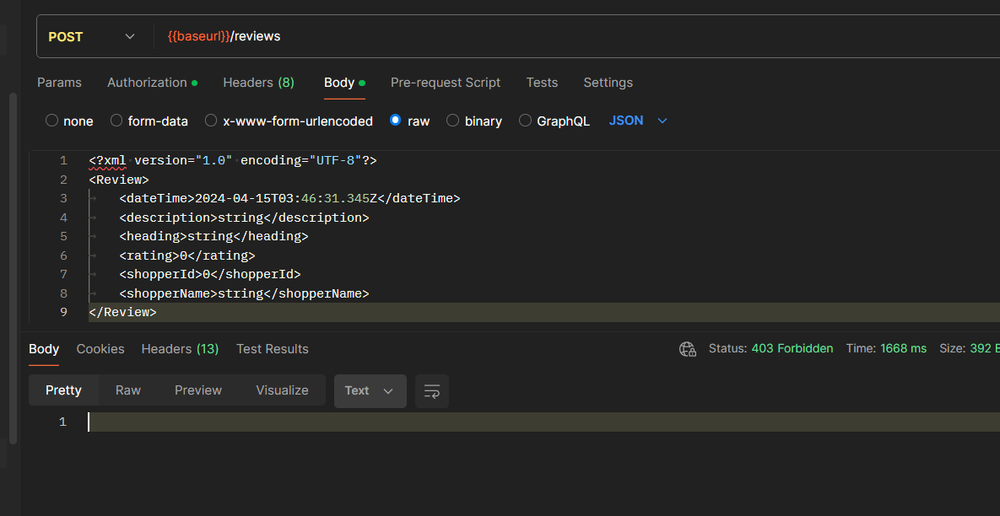 POST {{baseurl}}/reviews
Params Authorization Headers (8) Body Pre-request Script Tests Settings
none form-data x-www-form-urlencoded raw binary GraphQL JSON
1 <?xml version="1.0" encoding="UTF-8"?>
2 <Review>
3 <dateTime>2024-04-15T03:46:31.345Z</dateTime>
4 <description>string</description>
5 <heading>string</heading>
6 <rating>0</rating>
7 <shopperId>0</shopperId>
8 <shopperName>string</shopperName>
9 </Review>
Body Cookies Headers (13) Test Results Status: 403 Forbidden Time: 1668 ms Size: 392
Pretty Raw Preview Visualize Text
1